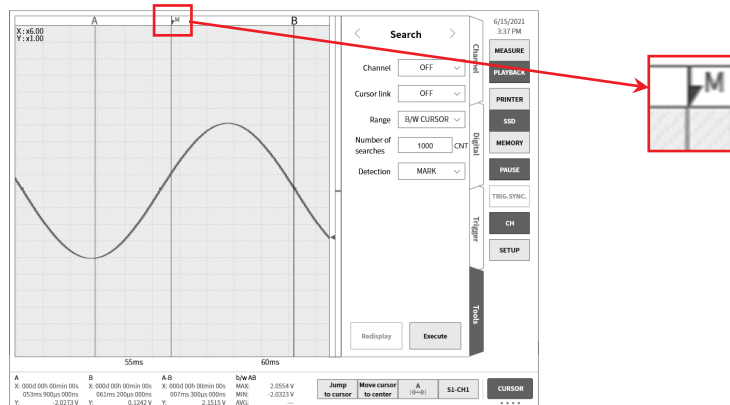 A
M
B
X:x6.00
Y:x1.00
55ms
60ms
< Search >
Channel OFF
Cursor link OFF
Range B/W CURSOR
Number of
searches 1000 CNT
Detection MARK
Redisplay Execute
Channel
Digital
Trigger
Tools
6/15/2021
3:37 PM
MEASURE
PLAYBACK
PRINTER
SSD
MEMORY
PAUSE
TRIG.SYNC.
CH
SETUP
M
A B A-B b/w AB
X: 000d 00h 00min 00s X: 000d 00h 00min 00s X: 000d 00h 00min 00s MAX: 2.0554 V
053ms 900μs 000ns 061ms 200μs 000ns 007ms 300μs 000ns MIN: -2.0323 V
Y: -2.0273 V Y: 0.1242 V Y: 2.1515 V AVG: ---
Jump
to cursor
Move cursor
to center
A
S1-CH1
CURSOR